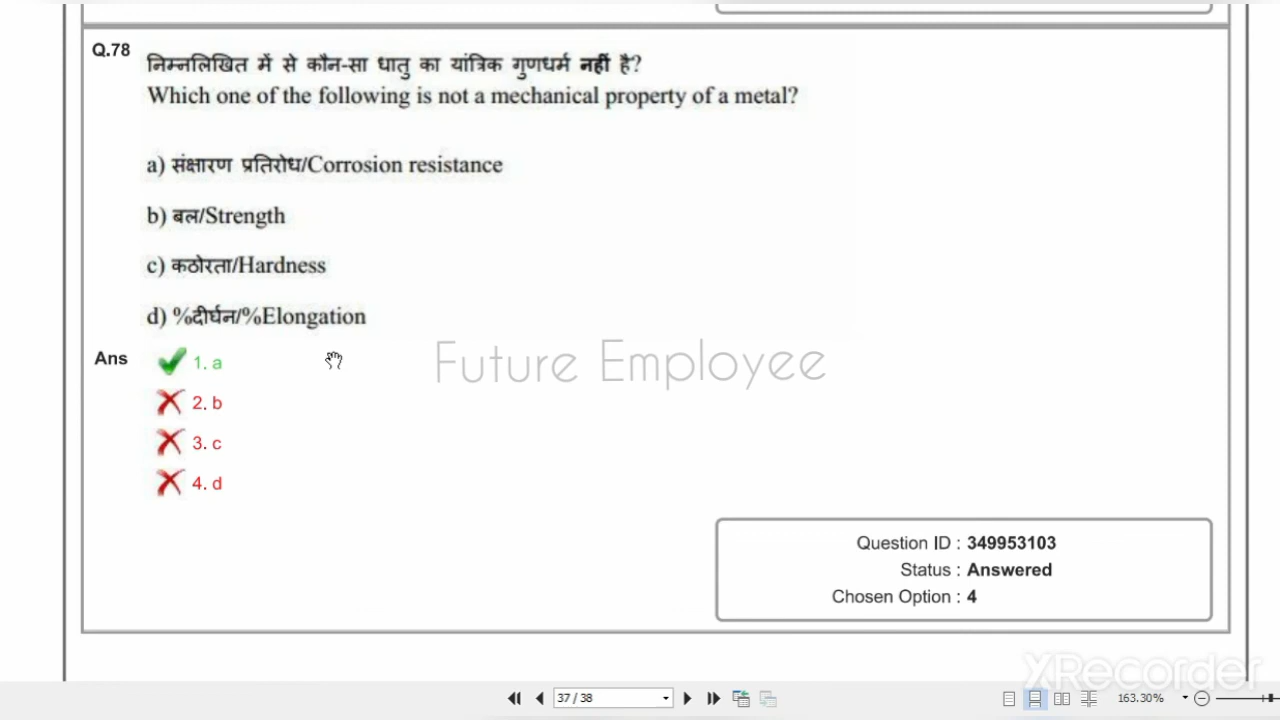 Q.78
निम्नलिखित में से कौन-सा धातु का यांत्रिक गुणधर्म नहीं है?
Which one of the following is not a mechanical property of a metal?
a) संक्षारण प्रतिरोध/Corrosion resistance
b) बल/Strength
c) कठोरता/Hardness
d) %दीर्घन/%Elongation
Ans
1. a
Future Employee
2. b
3. c
4. d
Question ID : 349953103
Status : Answered
Chosen Option : 4
XRecorder
37 / 38
163.30%